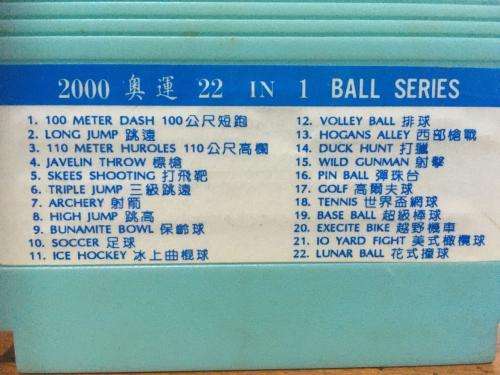 2000 奧運 22 IN 1 BALL SERIES
1. 100 METER DASH 100公尺短跑
2. LONG JUMP 跳遠
3. 110 METER HUROLES 110公尺高欄
4. JAVELIN THROW 標槍
5. SKEES SHOOTING 打飛靶
6. TRIPLE JUMP 三級跳遠
7. ARCHERY 射箭
8. HIGH JUMP 跳高
9. BUNAMITE BOWL 保齡球
10. SOCCER 足球
11. ICE HOCKEY 冰上曲棍球
12. VOLLEY BALL 排球
13. HOGANS ALLEY 西部槍戰
14. DUCK HUNT 打獵
15. WILD GUNMAN 射擊
16. PIN BALL 彈珠台
17. GOLF 高爾夫球
18. TENNIS 世界盃網球
19. BASE BALL 超級棒球
20. EXECITE BIKE 越野機車
21. IO YARD FIGHT 美式橄欖球
22. LUNAR BALL 花式撞球